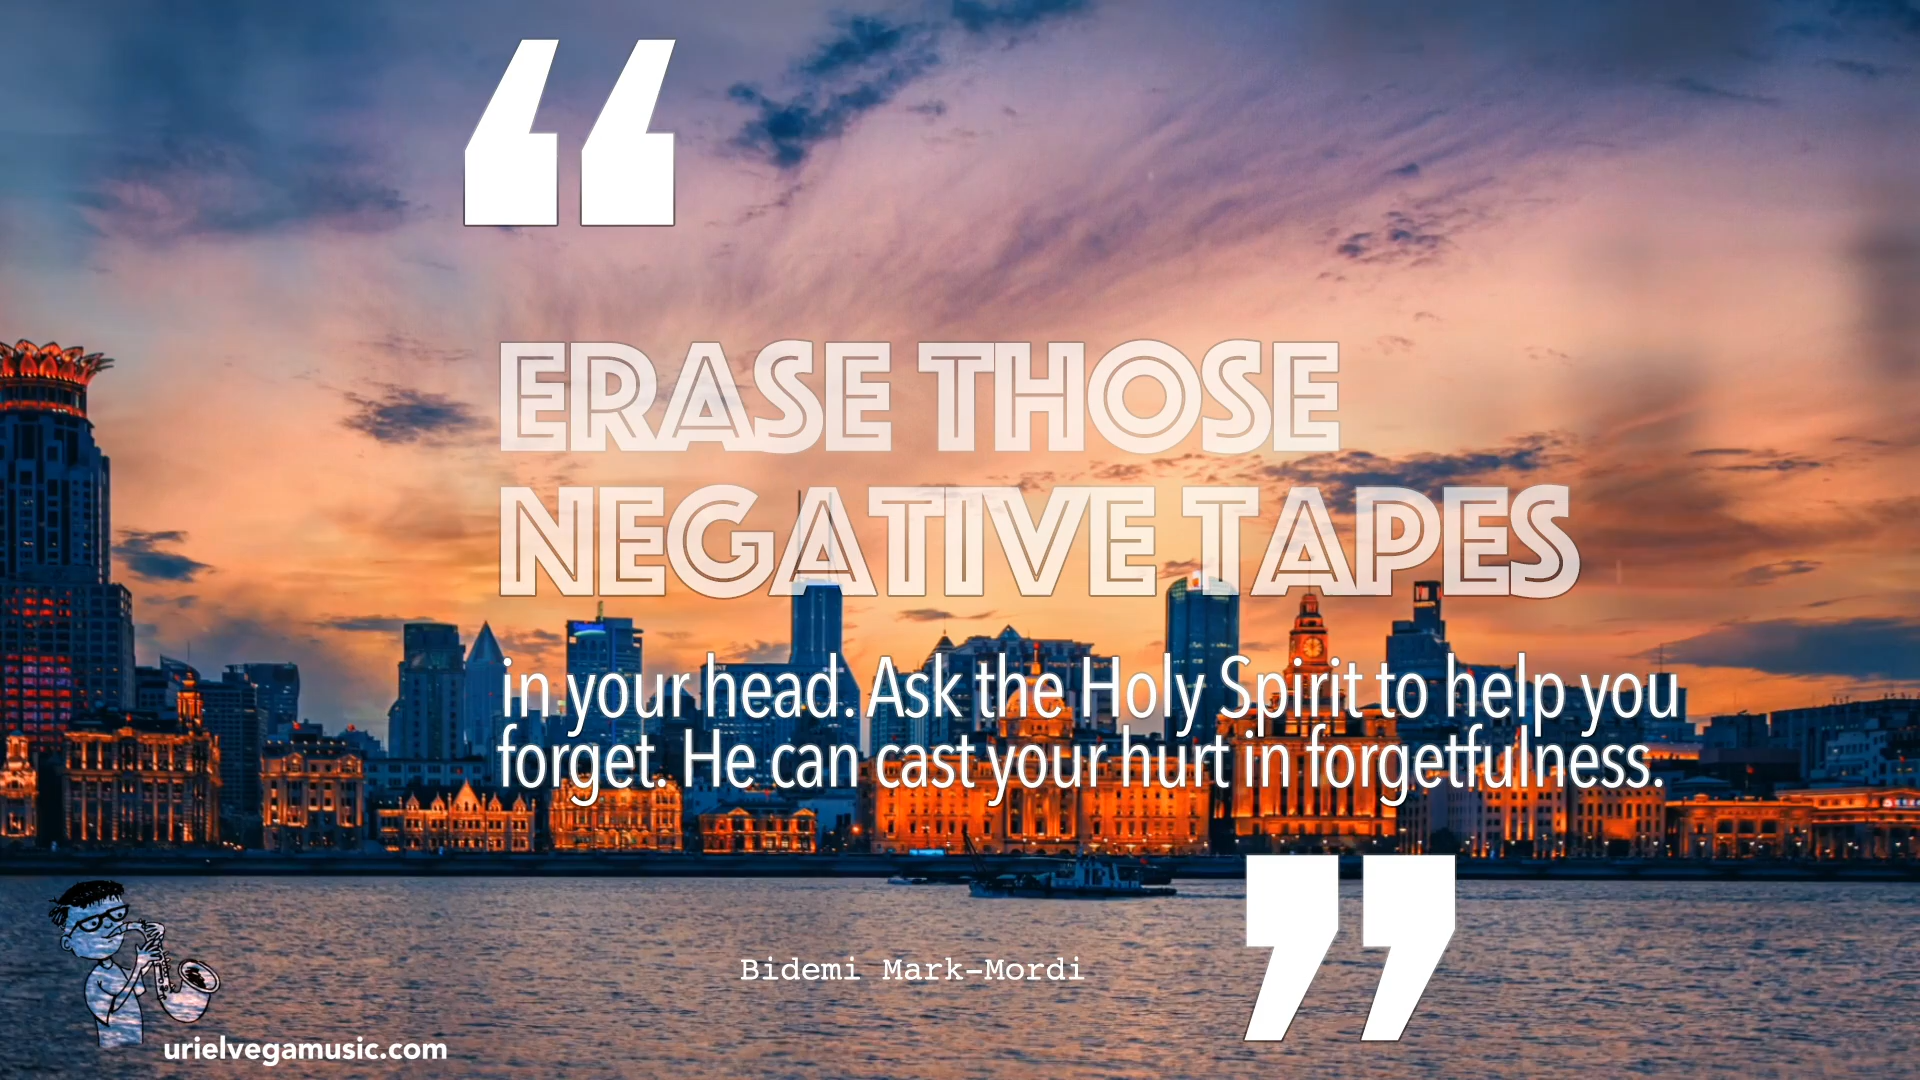 “
ERASE THOSE
NEGATIVE TAPES
in your head. Ask the Holy Spirit to help you
forget. He can cast your hurt in forgetfulness.
”
Bidemi Mark-Mordi
urielvegamusic.com